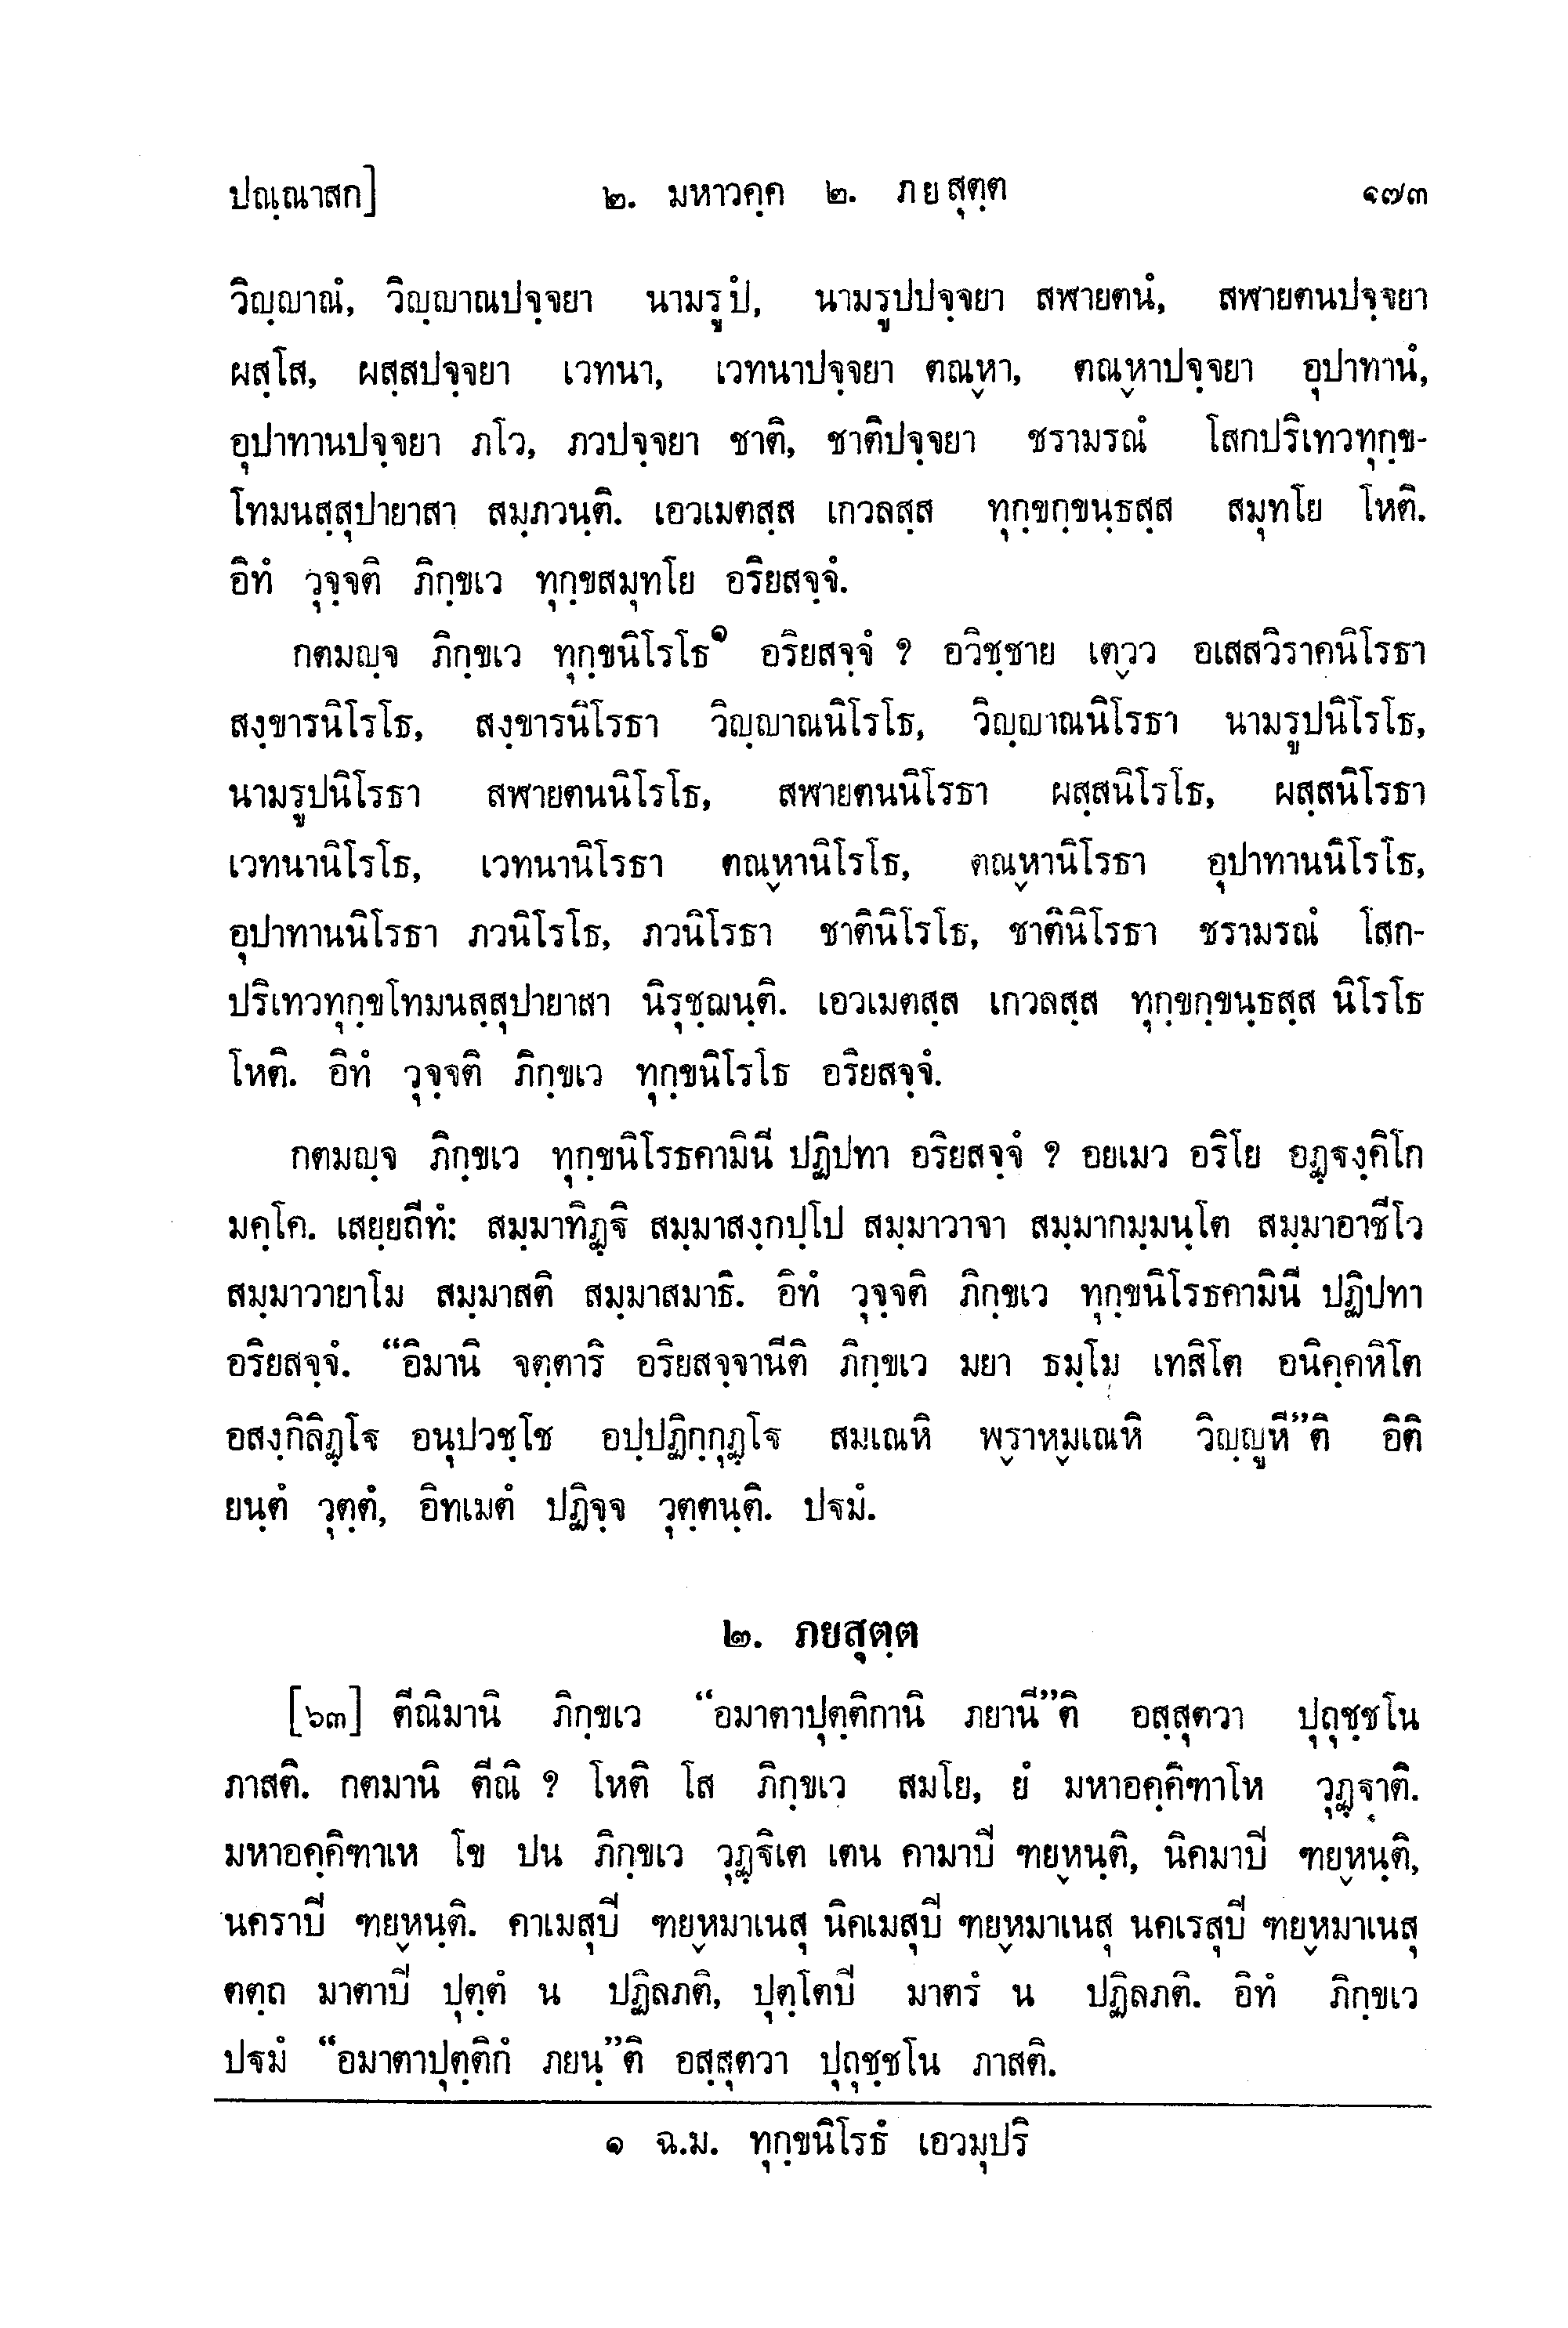 ปณฺณาสก] ๒. มหาวคฺค ๒. ภยสุตฺต ๑๗๓
วิญฺญาณํ, วิญฺญาณปจฺจยา นามรูปํ, นามรูปปจฺจยา สฬายตนํ, สฬายตนปจฺจยา
ผสฺโส, ผสฺสปจฺจยา เวทนา, เวทนาปจฺจยา ตณฺหา, ตณฺหาปจฺจยา อุปาทานํ,
อุปาทานปจฺจยา ภโว, ภวปจฺจยา ชาติ, ชาติปจฺจยา ชรามรณํ โสกปริเทวทุกฺข-
โทมนสฺสุปายาสา สมฺภวนฺติ. เอวเมตสฺส เกวลสฺส ทุกฺขกฺขนฺธสฺส สมุทโย โหติ.
อิทํ วุจฺจติ ภิกฺขเว ทุกฺขสมุทโย อริยสจฺจํ.
กตมญฺจ ภิกฺขเว ทุกฺขนิโรโธ๑ อริยสจฺจํ ? อวิชฺชาย เตฺวว อเสสวิราคนิโรธา
สงฺขารนิโรโธ, สงฺขารนิโรธา วิญฺญาณนิโรโธ, วิญฺญาณนิโรธา นามรูปนิโรโธ,
นามรูปนิโรธา สฬายตนนิโรโธ, สฬายตนนิโรธา ผสฺสนิโรโธ, ผสฺสนิโรธา
เวทนานิโรโธ, เวทนานิโรธา ตณฺหานิโรโธ, ตณฺหานิโรธา อุปาทานนิโรโธ,
อุปาทานนิโรธา ภวนิโรโธ, ภวนิโรธา ชาตินิโรโธ, ชาตินิโรธา ชรามรณํ โสก-
ปริเทวทุกฺขโทมนสฺสุปายาสา นิรุชฺฌนฺติ. เอวเมตสฺส เกวลสฺส ทุกฺขกฺขนฺธสฺส นิโรโธ
โหติ. อิทํ วุจฺจติ ภิกฺขเว ทุกฺขนิโรโธ อริยสจฺจํ.
กตมญฺจ ภิกฺขเว ทุกฺขนิโรธคามินี ปฏิปทา อริยสจฺจํ ? อยเมว อริโย อฏฺฐงฺคิโก
มคฺโค. เสยฺยถีทํ: สมฺมาทิฏฺฐิ สมฺมาสงฺกปฺโป สมฺมาวาจา สมฺมากมฺมนฺโต สมฺมาอาชีโว
สมฺมาวายาโม สมฺมาสติ สมฺมาสมาธิ. อิทํ วุจฺจติ ภิกฺขเว ทุกฺขนิโรธคามินี ปฏิปทา
อริยสจฺจํ. “อิมานิ จตฺตาริ อริยสจฺจานีติ ภิกฺขเว มยา ธมฺโม เทสิโต อนิคฺคหิโต
อสงฺกิลิฏฺโฐ อนุปวชฺโช อปฺปฏิกฺกุฏฺโฐ สมเณหิ พฺราหฺมเณหิ วิญฺญูหี”ติ อิติ
ยนฺตํ วุตฺตํ, อิทเมตํ ปฏิจฺจ วุตฺตนฺติ. ปฐมํ.
๒. ภยสุตฺต
[๖๓] ตีณิมานิ ภิกฺขเว “อมาตาปุตฺติกานิ ภยานี”ติ อสฺสุตวา ปุถุชฺชโน
ภาสติ. กตมานิ ตีณิ ? โหติ โส ภิกฺขเว สมโย, ยํ มหาอคฺคิฑาโห วุฏฺฐาติ.
มหาอคฺคิฑาเห โข ปน ภิกฺขเว วุฏฺฐิเต เตน คามาปี ฑยฺหนฺติ, นิคมาปี ฑยฺหนฺติ,
นคราปี ฑยฺหนฺติ. คาเมสุปี ฑยฺหมาเนสุ นิคเมสุปี ฑยฺหมาเนสุ นคเรสุปี ฑยฺหมาเนสุ
ตตฺถ มาตาปี ปุตฺตํ น ปฏิลภติ, ปุตฺโตปี มาตรํ น ปฏิลภติ. อิทํ ภิกฺขเว
ปฐมํ “อมาตาปุตฺติกํ ภยนฺ”ติ อสฺสุตวา ปุถุชฺชโน ภาสติ.
๑ ฉ.ม. ทุกฺขนิโรธํ เอวมุปริ